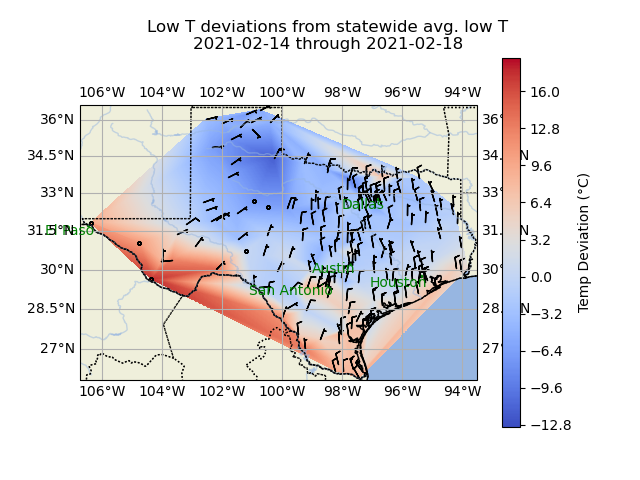 Low T deviations from statewide avg. low T
2021-02-14 through 2021-02-18
106°W 104°W 102°W 100°W 98°W 96°W 94°W
36°N 36°
34.5°N 34. N
33°N 33°
31.5°N 31. N
30°N 30°
28.5°N 28. N
27°N 27°
106°W 104°W 102°W 100°W 98°W 96°W 94°W
El Paso
Dallas
Austin
Houston
San Antonio
16.0
12.8
9.6
6.4
3.2
0.0
−3.2
−6.4
−9.6
−12.8
Temp Deviation (°C)